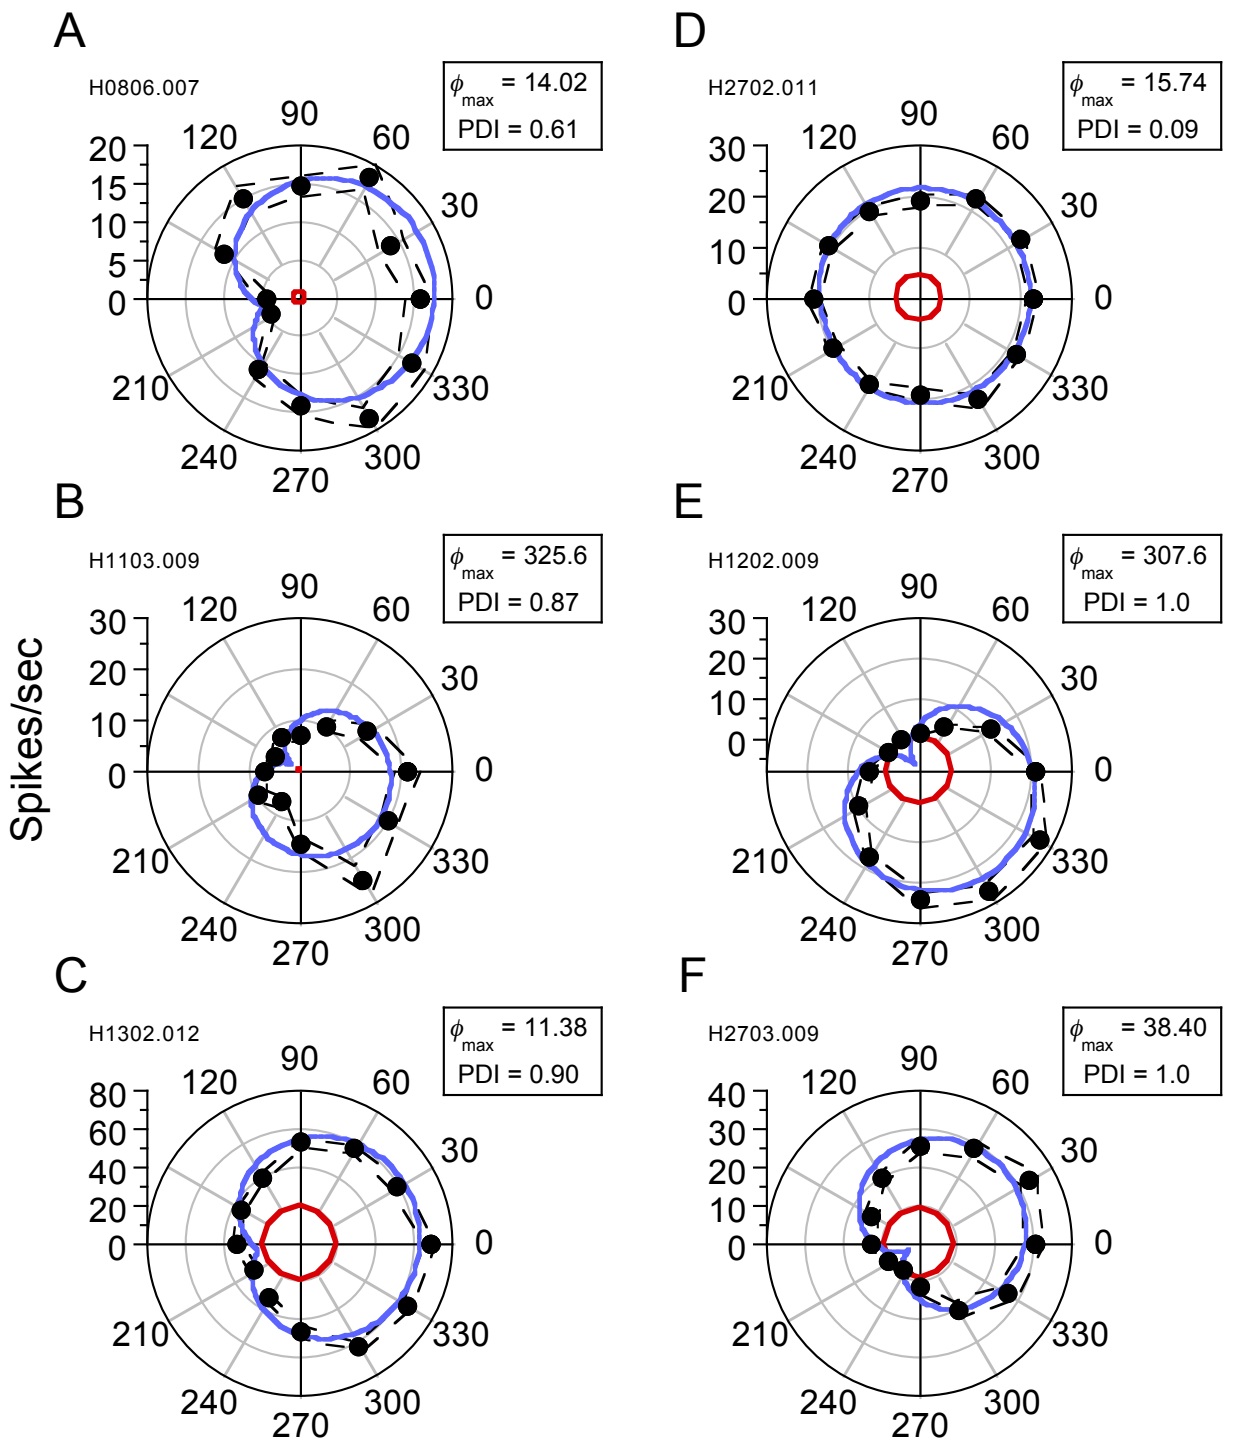 Spikes/sec
A
H0806.007
ϕmax = 14.02
PDI = 0.61
90
120 60
20
15
10
5
0
30
0
210 330
240 300
270
B
H1103.009
ϕmax = 325.6
PDI = 0.87
90
120 60
30
20
10
0
30
0
210 330
240 300
270
C
H1302.012
ϕmax = 11.38
PDI = 0.90
90
120 60
80
60
40
20
0
30
0
210 330
240 300
270
D
H2702.011
ϕmax = 15.74
PDI = 0.09
90
120 60
30
20
10
0
30
0
210 330
240 300
270
E
H1202.009
ϕmax = 307.6
PDI = 1.0
90
120 60
30
20
10
0
30
0
210 330
240 300
270
F
H2703.009
ϕmax = 38.40
PDI = 1.0
90
120 60
40
30
20
10
0
30
0
210 330
240 300
270